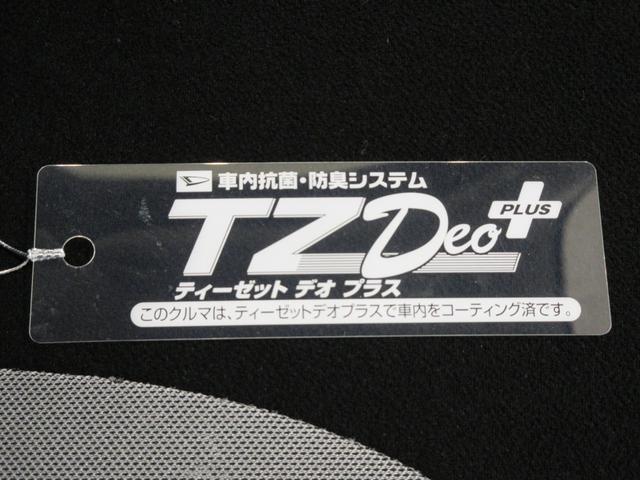 車内抗菌・防臭システム
TZ Deo PLUS
ティーゼット デオ プラス
このクルマは、ティーゼットデオプラスで車内をコーティング済です。